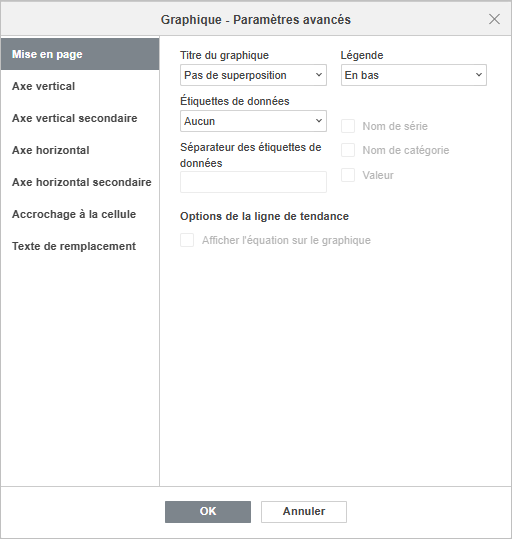 Graphique - Paramètres avancés
Mise en page
Axe vertical
Axe vertical secondaire
Axe horizontal
Axe horizontal secondaire
Accrochage à la cellule
Texte de remplacement
Titre du graphique
Pas de superposition
Légende
En bas
Étiquettes de données
Aucun
Séparateur des étiquettes de
données
Nom de série
Nom de catégorie
Valeur
Options de la ligne de tendance
Afficher l'équation sur le graphique
OK
Annuler